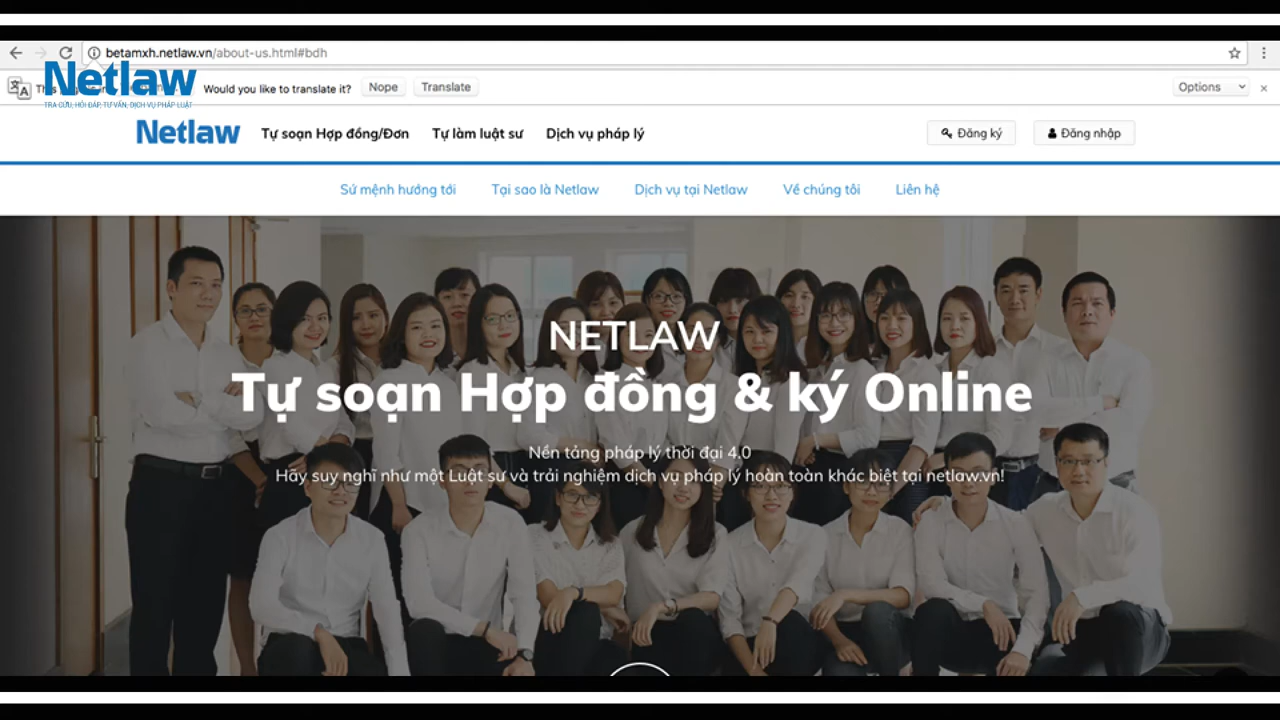 betamxh.netlaw.vn/about-us.html#bdh
Netlaw
TRA CỨU, HỎI ĐÁP, TƯ VẤN, DỊCH VỤ PHÁP LUẬT
Would you like to translate it? Nope Translate Options
Netlaw Tự soạn Hợp đồng/Đơn Tự làm luật sư Dịch vụ pháp lý Đăng ký Đăng nhập
Sứ mệnh hướng tới Tại sao là Netlaw Dịch vụ tại Netlaw Về chúng tôi Liên hệ
NETLAW
Tự soạn Hợp đồng & ký Online
Nền tảng pháp lý thời đại 4.0
Hãy suy nghĩ như một Luật sư và trải nghiệm dịch vụ pháp lý hoàn toàn khác biệt tại netlaw.vn!